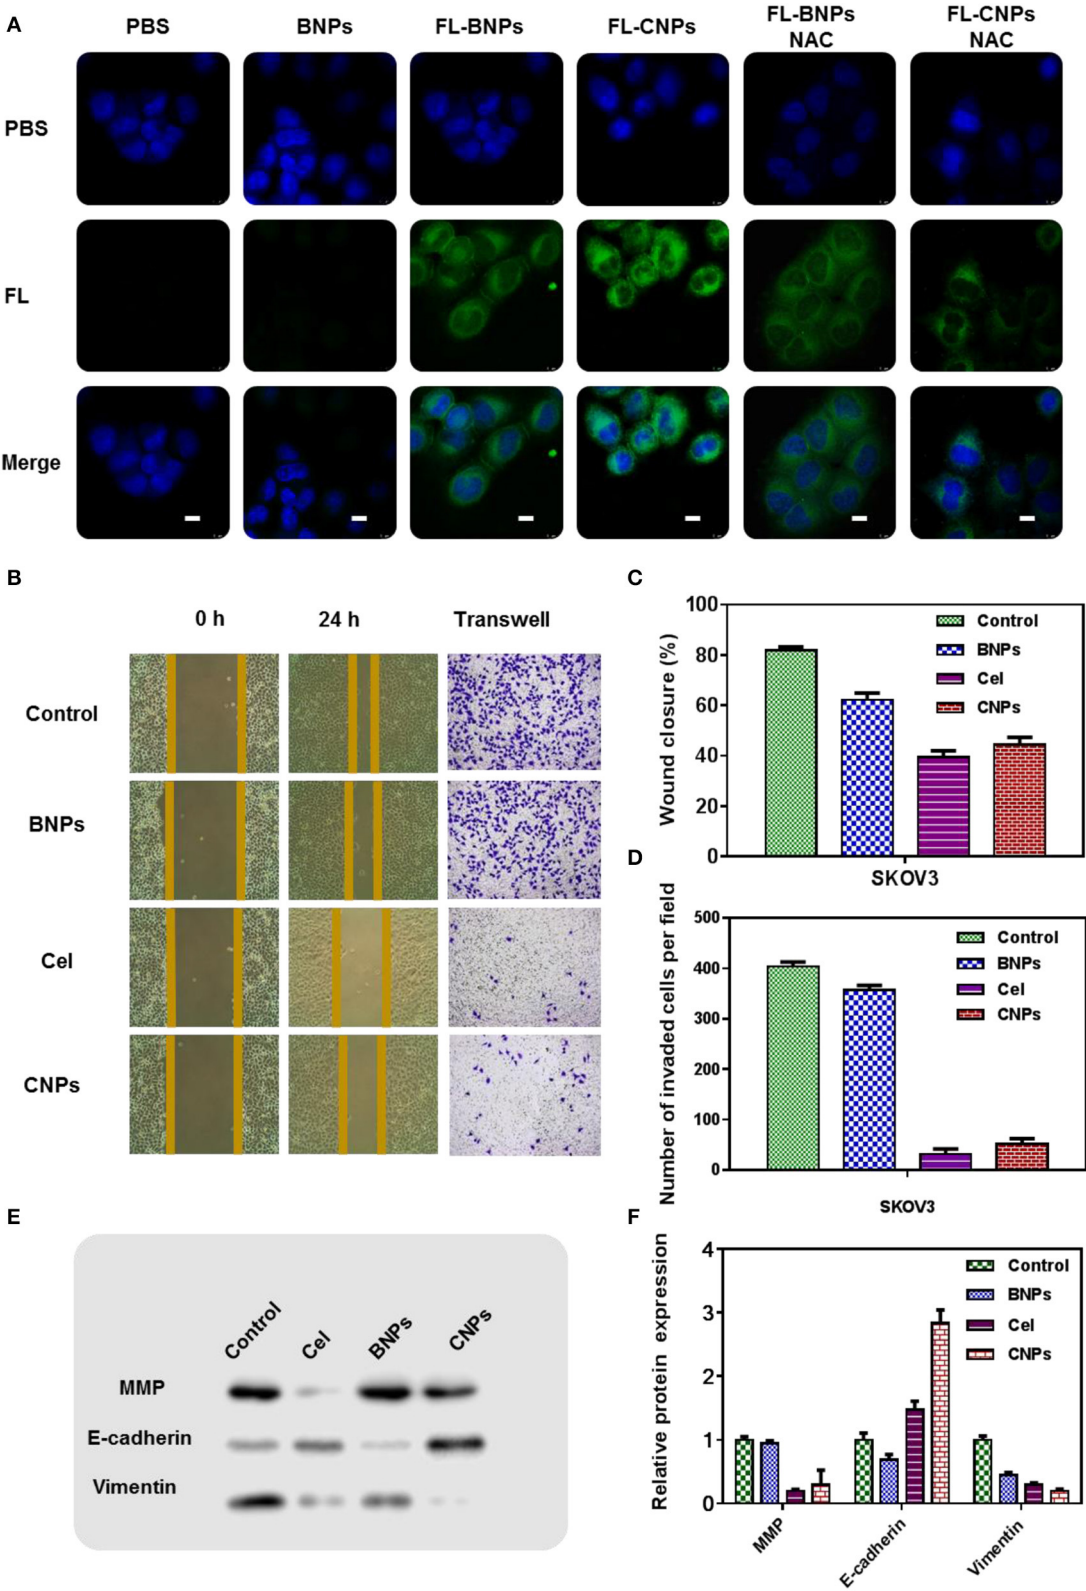 A
PBS
BNPs
FL-BNPs
FL-CNPs
FL-BNPs
NAC
FL-CNPs
NAC
PBS
FL
Merge
B
0 h
24 h
Transwell
Control
BNPs
Cel
CNPs
C
Wound closure (%)
100
80
60
40
20
0
Control
BNPs
Cel
CNPs
SKOV3
D
Number of invaded cells per field
500
400
300
200
100
0
Control
BNPs
Cel
CNPs
SKOV3
E
Control
Cel
BNPs
CNPs
MMP
E-cadherin
Vimentin
F
Relative protein expression
4
3
2
1
0
Control
BNPs
Cel
CNPs
MMP
E-cadherin
Vimentin